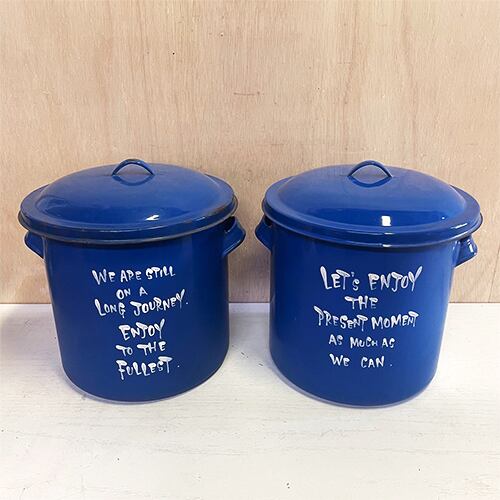 WE ARE STILL
ON A
LONG JOURNEY.
ENJOY
TO THE
FULLEST.
LET'S ENJOY
THE
PRESENT MOMENT
AS MUCH AS
WE CAN.